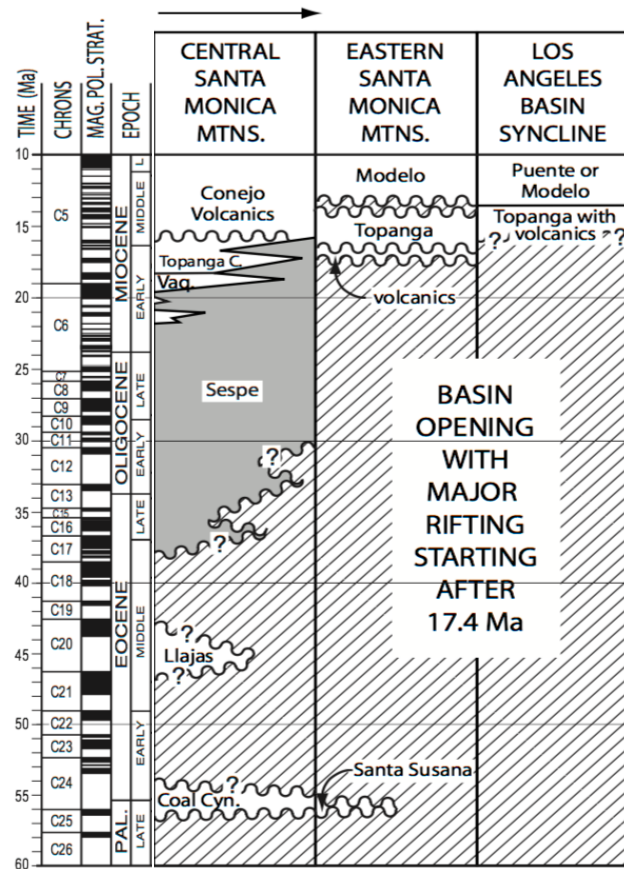 TIME (Ma)
CHRONS
MAG. POL. STRAT.
EPOCH
CENTRAL
SANTA
MONICA
MTNS.
EASTERN
SANTA
MONICA
MTNS.
LOS
ANGELES
BASIN
SYNCLINE
10
15
20
25
30
35
40
45
50
55
60
C5
C6
C7
C8
C9
C10
C11
C12
C13
C15
C16
C17
C18
C19
C20
C21
C22
C23
C24
C25
C26
MIOCENE
OLIGOCENE
EOCENE
PAL.
L
MIDDLE
EARLY
LATE
EARLY
LATE
MIDDLE
EARLY
LATE
Conejo
Volcanics
Topanga C.
Vaq.
Sespe
?
?
?
Llajas
?
?
Coal Cyn.
Modelo
Topanga
volcanics
Santa Susana
Puente or
Modelo
Topanga with
? volcanics ?
BASIN
OPENING
WITH
MAJOR
RIFTING
STARTING
AFTER
17.4 Ma